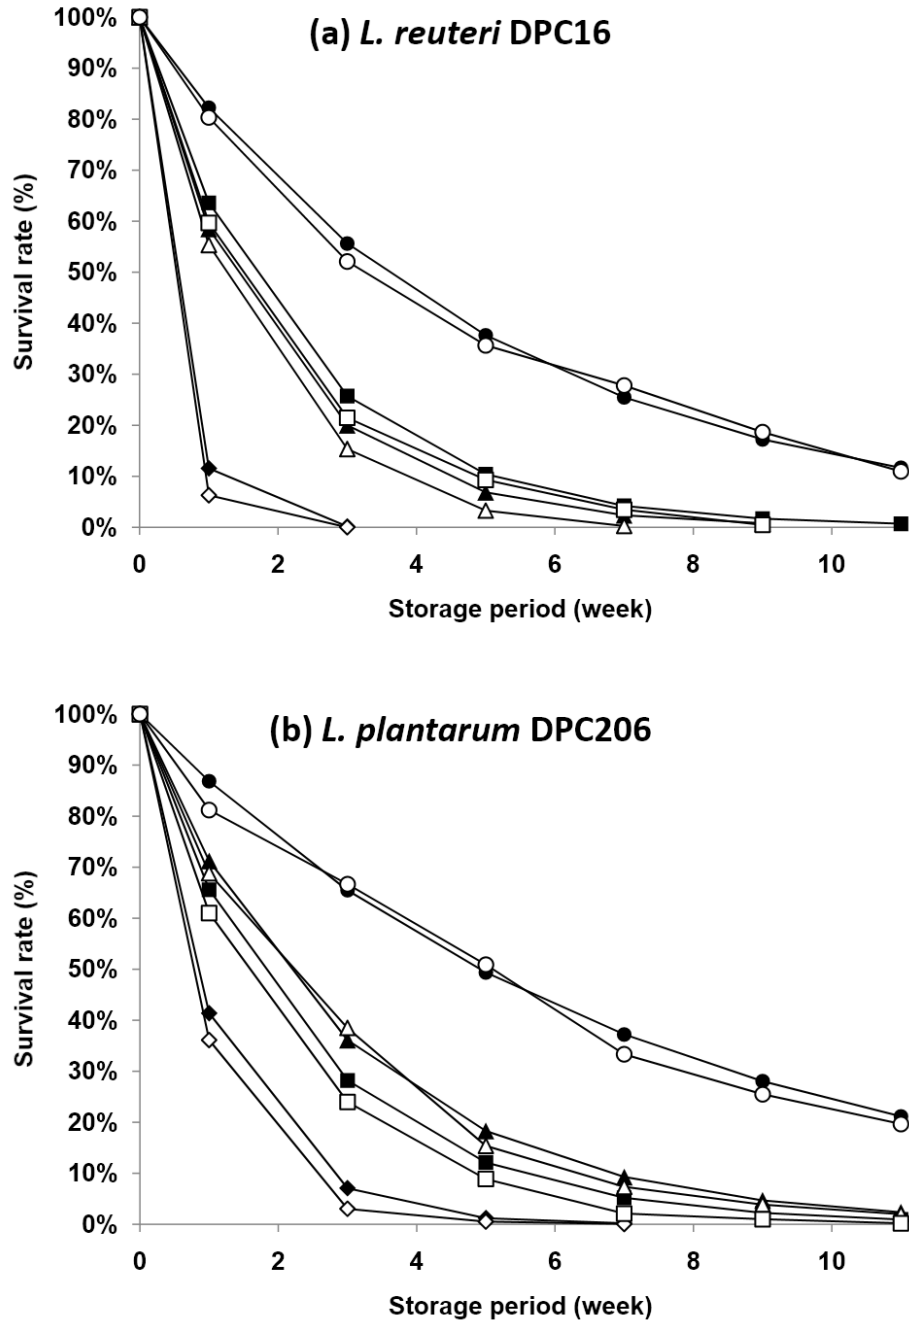 (a) L. reuteri DPC16
Survival rate (%)
100%
90%
80%
70%
60%
50%
40%
30%
20%
10%
0%
0 2 4 6 8 10
Storage period (week)
(b) L. plantarum DPC206
Survival rate (%)
100%
90%
80%
70%
60%
50%
40%
30%
20%
10%
0%
0 2 4 6 8 10
Storage period (week)